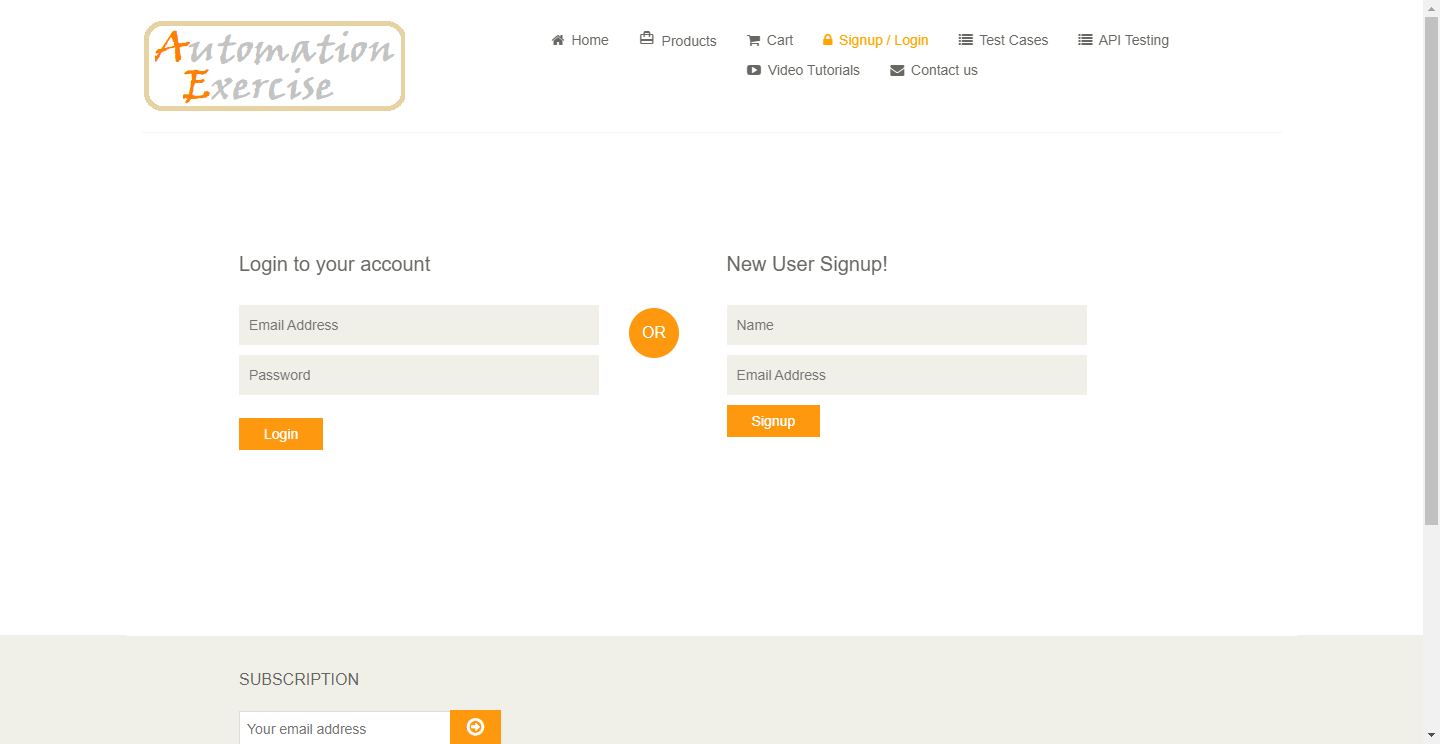 Automation
Exercise
Home Products Cart Signup / Login Test Cases API Testing
Video Tutorials Contact us
Login to your account
Email Address
Password
Login
OR
New User Signup!
Name
Email Address
Signup
SUBSCRIPTION
Your email address